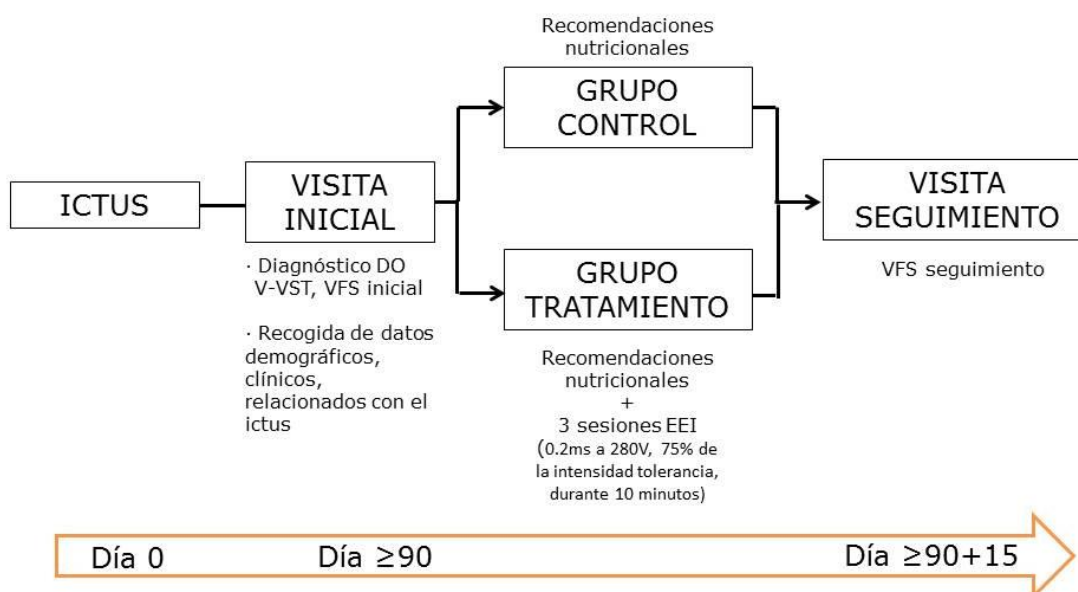 ICTUS
VISITA
INICIAL
· Diagnóstico DO
V-VST, VFS inicial
· Recogida de datos
demográficos,
clínicos,
relacionados con el
ictus
Recomendaciones
nutricionales
GRUPO
CONTROL
GRUPO
TRATAMIENTO
Recomendaciones
nutricionales
+
3 sesiones EEI
(0.2ms a 280V, 75% de
la intensidad tolerancia,
durante 10 minutos)
VISITA
SEGUIMIENTO
VFS seguimiento
Día 0
Día ≥90
Día ≥90+15